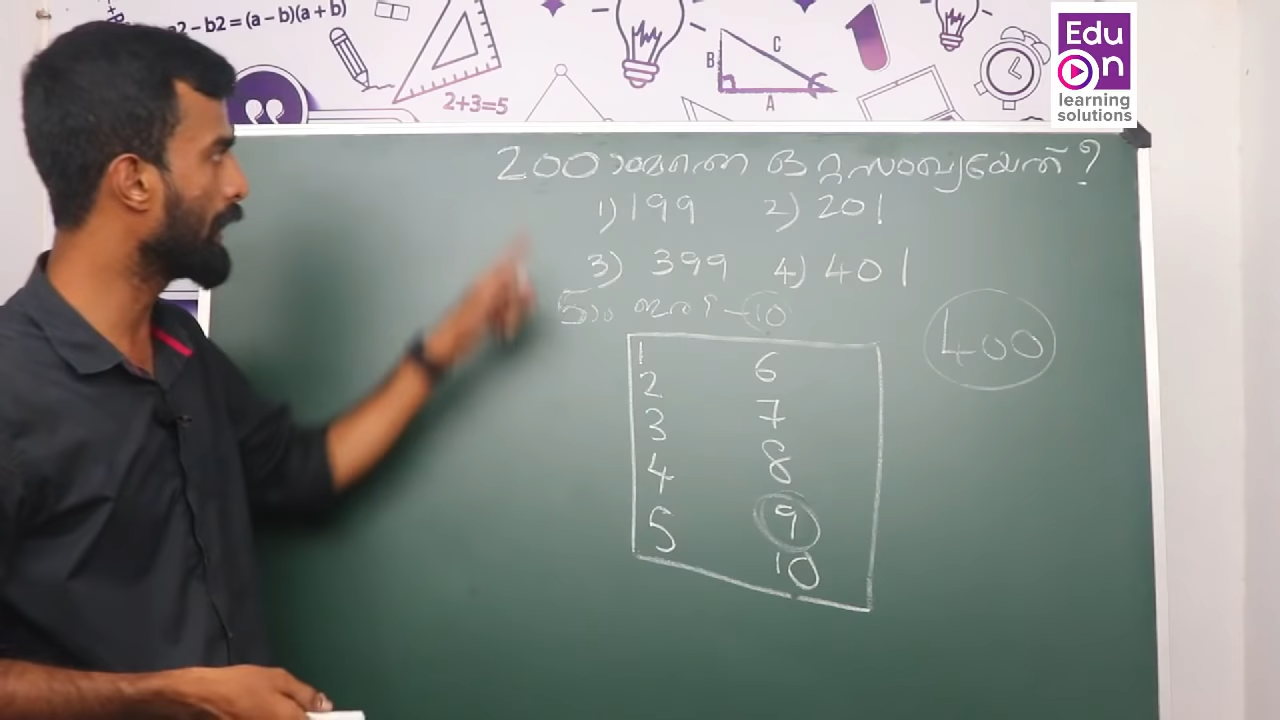 a2 - b2 = (a - b)(a + b)
2+3=5
B
C
A
Edu
On
learning
solutions
200ാമത്തെ ഒറ്റസംഖ്യയേത് ?
1) 199 2) 201
3) 399 4) 401
5ാം - 10
400
1 6
2 7
3 8
4 9
5 10